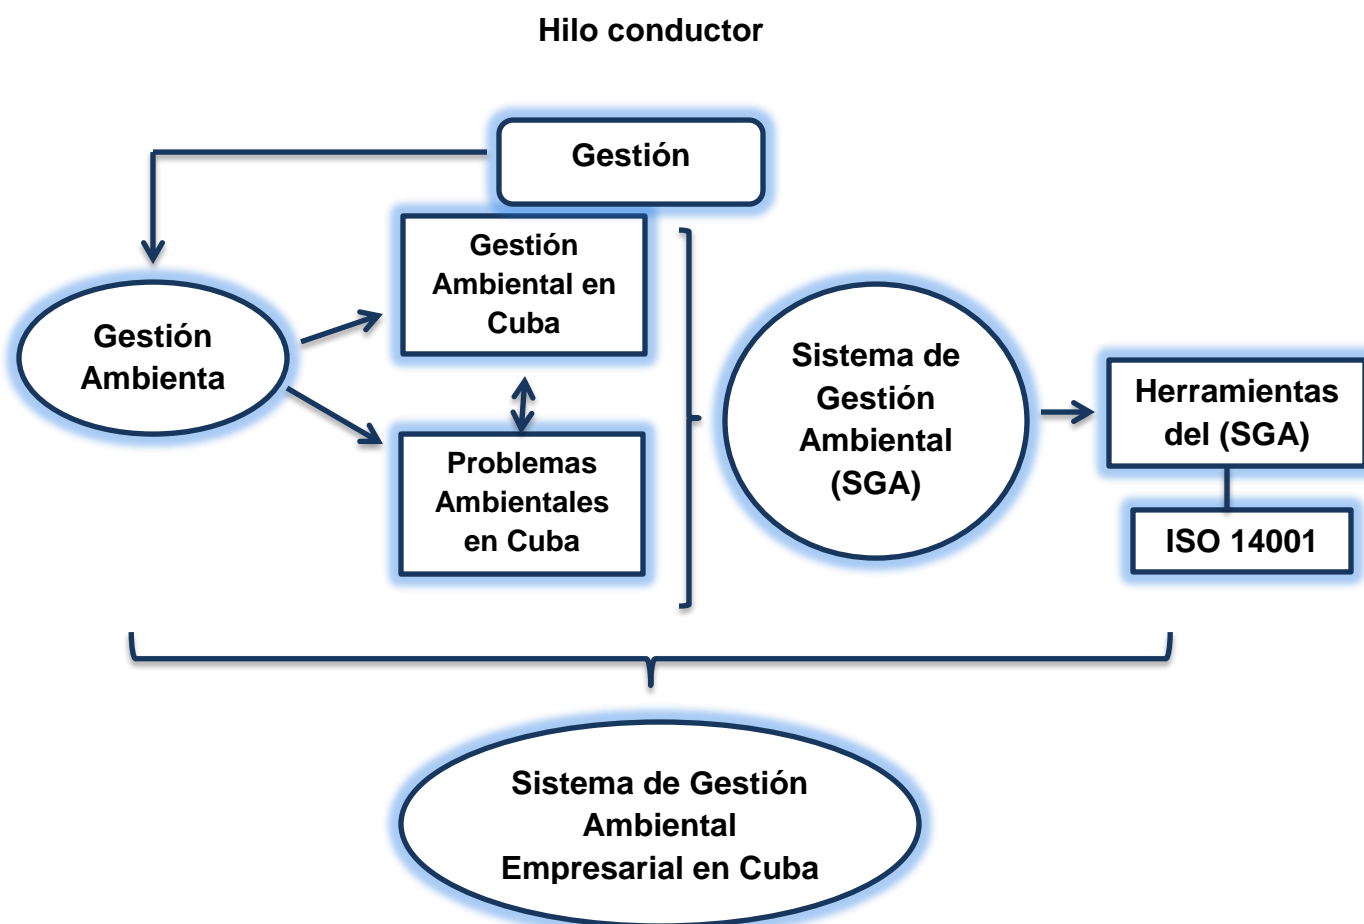 Hilo conductor
Gestión
Gestión
Ambiental en
Cuba
Gestión
Ambienta
Problemas
Ambientales
en Cuba
Sistema de
Gestión
Ambiental
(SGA)
Herramientas
del (SGA)
ISO 14001
Sistema de Gestión
Ambiental
Empresarial en Cuba